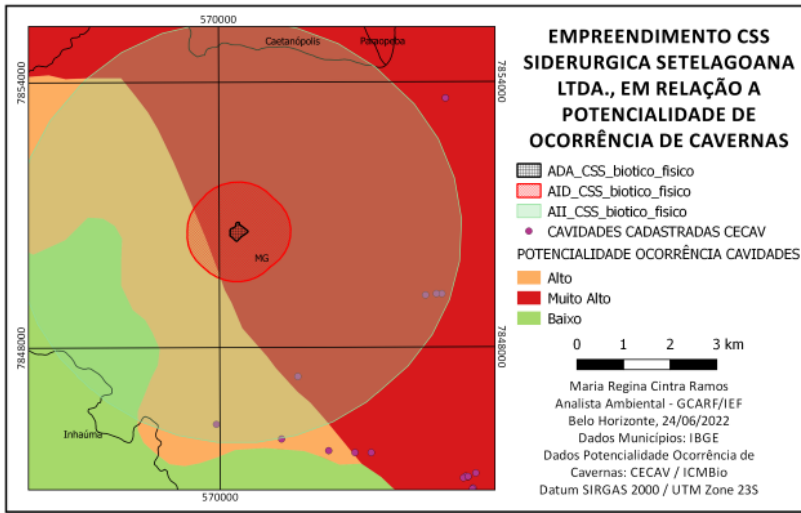 570000
Caetanópolis
Paraopeba
7854000
7854000
MG
7848000
7848000
Inhaúma
570000
EMPREENDIMENTO CSS
SIDERURGICA SETELAGOANA
LTDA., EM RELAÇÃO A
POTENCIALIDADE DE
OCORRÊNCIA DE CAVERNAS
ADA_CSS_biotico_fisico
AID_CSS_biotico_fisico
AII_CSS_biotico_fisico
CAVIDADES CADASTRADAS CECAV
POTENCIALIDADE OCORRÊNCIA CAVIDADES
Alto
Muito Alto
Baixo
0 1 2 3 km
Maria Regina Cintra Ramos
Analista Ambiental - GCARF/IEF
Belo Horizonte, 24/06/2022
Dados Municípios: IBGE
Dados Potencialidade Ocorrência de
Cavernas: CECAV / ICMBio
Datum SIRGAS 2000 / UTM Zone 23S